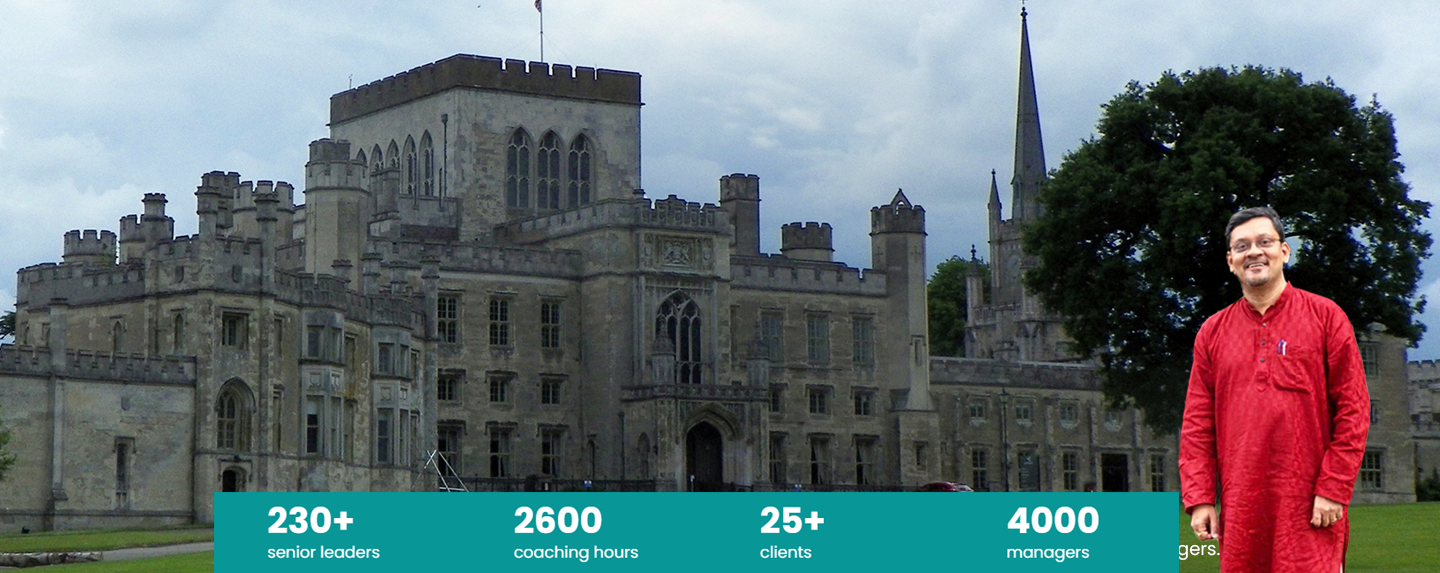 230+
senior leaders
2600
coaching hours
25+
clients
4000
managers
gers.